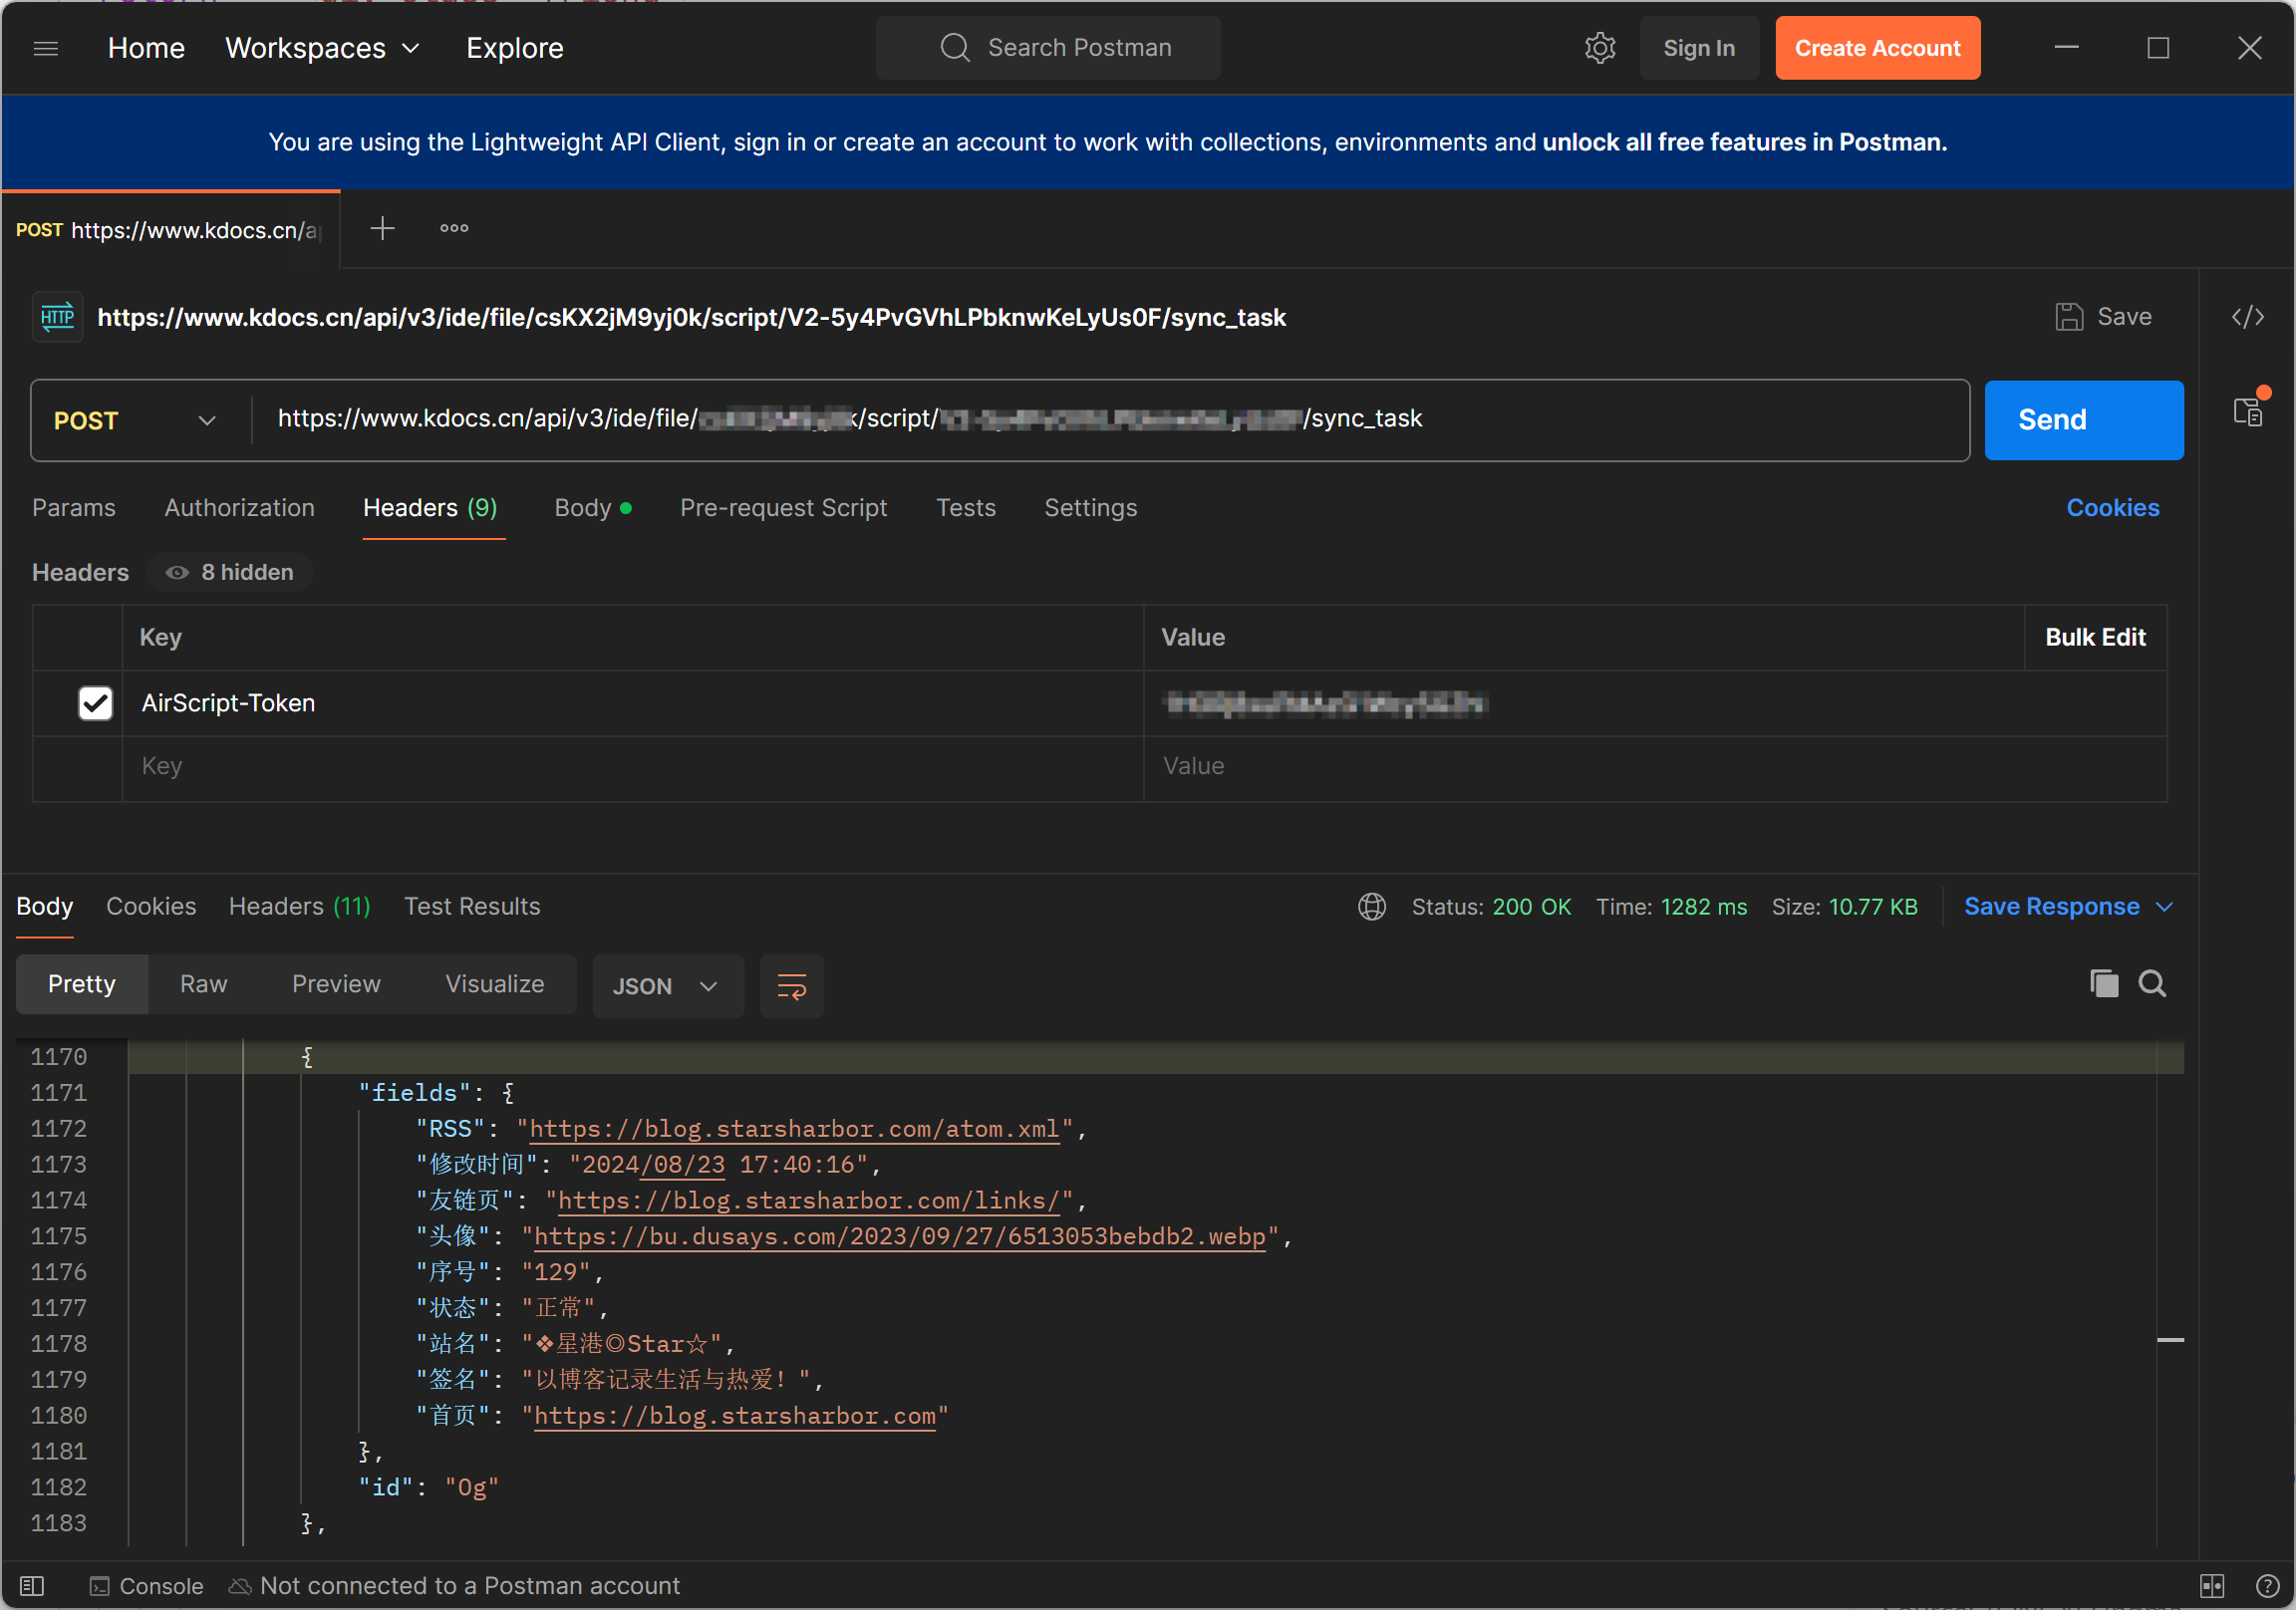 Home Workspaces Explore Search Postman Sign In Create Account
You are using the Lightweight API Client, sign in or create an account to work with collections, environments and unlock all free features in Postman.
POST https://www.kdocs.cn/a
HTTP https://www.kdocs.cn/api/v3/ide/file/csKX2jM9yj0k/script/V2-5y4PvGVhLPbknwKeLyUs0F/sync_task Save </>
POST https://www.kdocs.cn/api/v3/ide/file/ k/script/ /sync_task Send
Params Authorization Headers (9) Body Pre-request Script Tests Settings Cookies
Headers 8 hidden
Key Value Bulk Edit
AirScript-Token
Key Value
Body Cookies Headers (11) Test Results Status: 200 OK Time: 1282 ms Size: 10.77 KB Save Response
Pretty Raw Preview Visualize JSON
1170 {
1171 "fields": {
1172 "RSS": "https://blog.starsharbor.com/atom.xml",
1173 "修改时间": "2024/08/23 17:40:16",
1174 "友链页": "https://blog.starsharbor.com/links/",
1175 "头像": "https://bu.dusays.com/2023/09/27/6513053bebdb2.webp",
1176 "序号": "129",
1177 "状态": "正常",
1178 "站名": "❖星港◎Star☆",
1179 "签名": "以博客记录生活与热爱！",
1180 "首页": "https://blog.starsharbor.com"
1181 },
1182 "id": "Og"
1183 },
Console Not connected to a Postman account